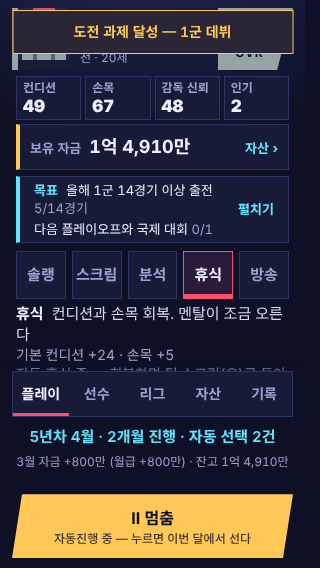 도전 과제 달성 — 1군 데뷔
전 · 20세
OVR
컨디션
49
손목
67
감독 신뢰
48
인기
2
보유 자금 1억 4,910만
자산 ›
목표 올해 1군 14경기 이상 출전
5/14경기
다음 플레이오프와 국제 대회 0/1
펼치기
솔랭
스크림
분석
휴식
방송
휴식 컨디션과 손목 회복. 멘탈이 조금 오른
다
기본 컨디션 +24 · 손목 +5
플레이
선수
리그
자산
기록
5년차 4월 · 2개월 진행 · 자동 선택 2건
3월 자금 +800만 (월급 +800만) · 잔고 1억 4,910만
II 멈춤
자동진행 중 — 누르면 이번 달에서 선다